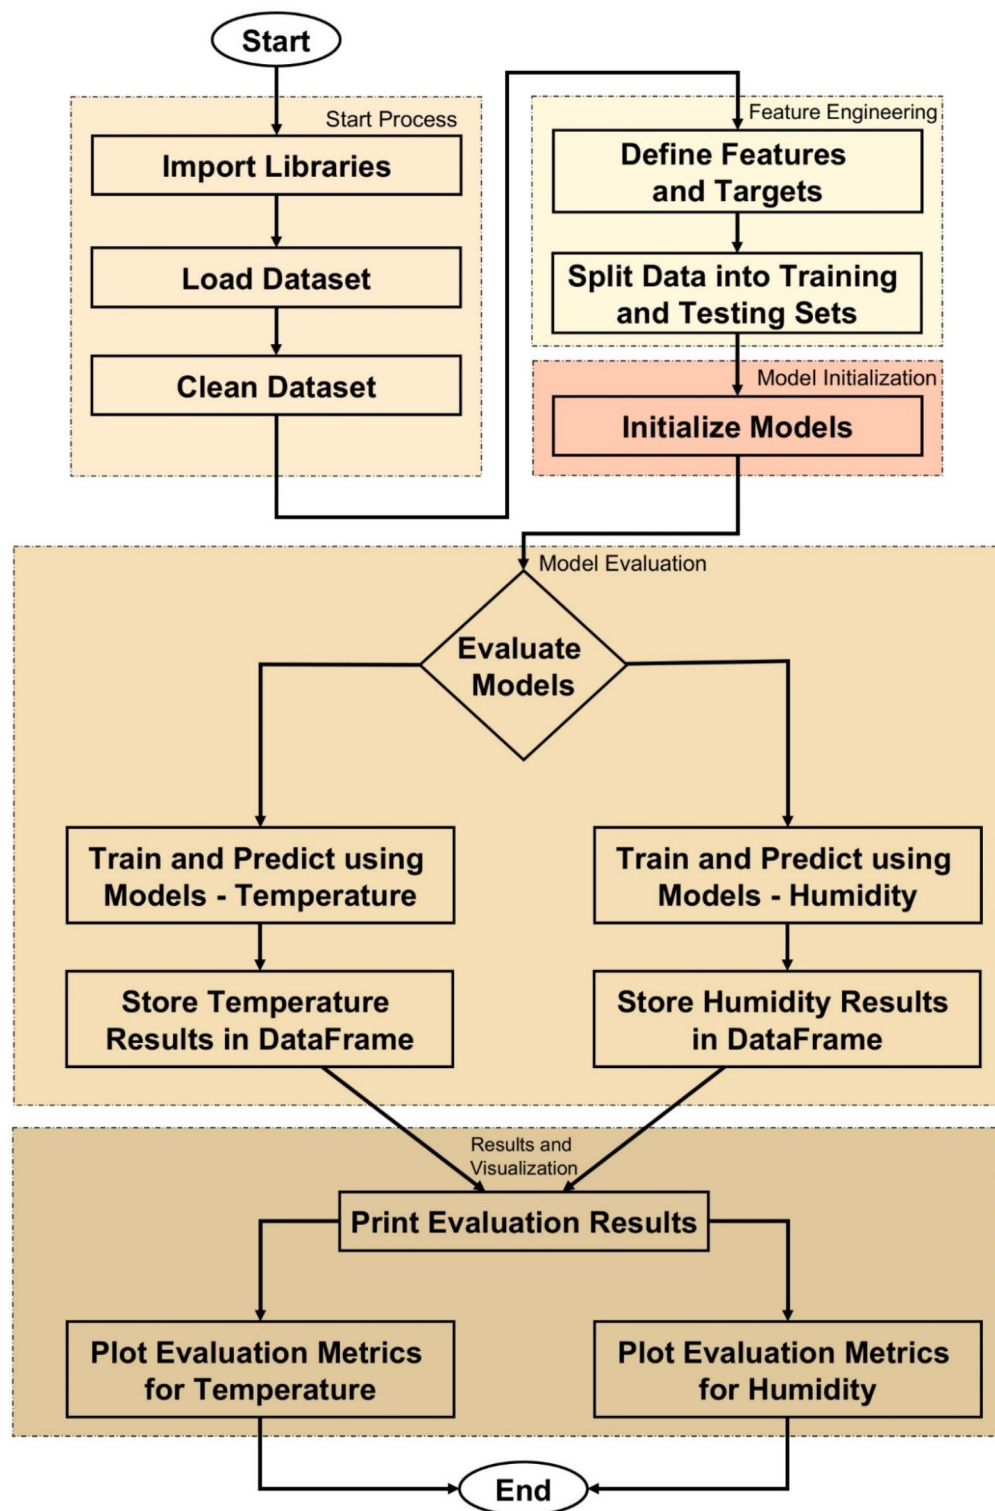 Start
Start Process
Import Libraries
Load Dataset
Clean Dataset
Feature Engineering
Define Features
and Targets
Split Data into Training
and Testing Sets
Model Initialization
Initialize Models
Model Evaluation
Evaluate
Models
Train and Predict using
Models - Temperature
Store Temperature
Results in DataFrame
Train and Predict using
Models - Humidity
Store Humidity Results
in DataFrame
Results and
Visualization
Print Evaluation Results
Plot Evaluation Metrics
for Temperature
Plot Evaluation Metrics
for Humidity
End